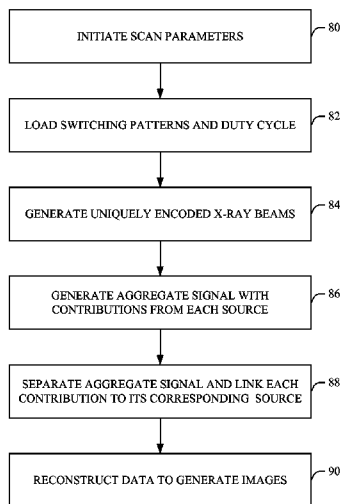 INITIATE SCAN PARAMETERS
80
LOAD SWITCHING PATTERNS AND DUTY CYCLE
82
GENERATE UNIQUELY ENCODED X-RAY BEAMS
84
GENERATE AGGREGATE SIGNAL WITH
CONTRIBUTIONS FROM EACH SOURCE
86
SEPARATE AGGREGATE SIGNAL AND LINK EACH
CONTRIBUTION TO ITS CORRESPONDING SOURCE
88
RECONSTRUCT DATA TO GENERATE IMAGES
90